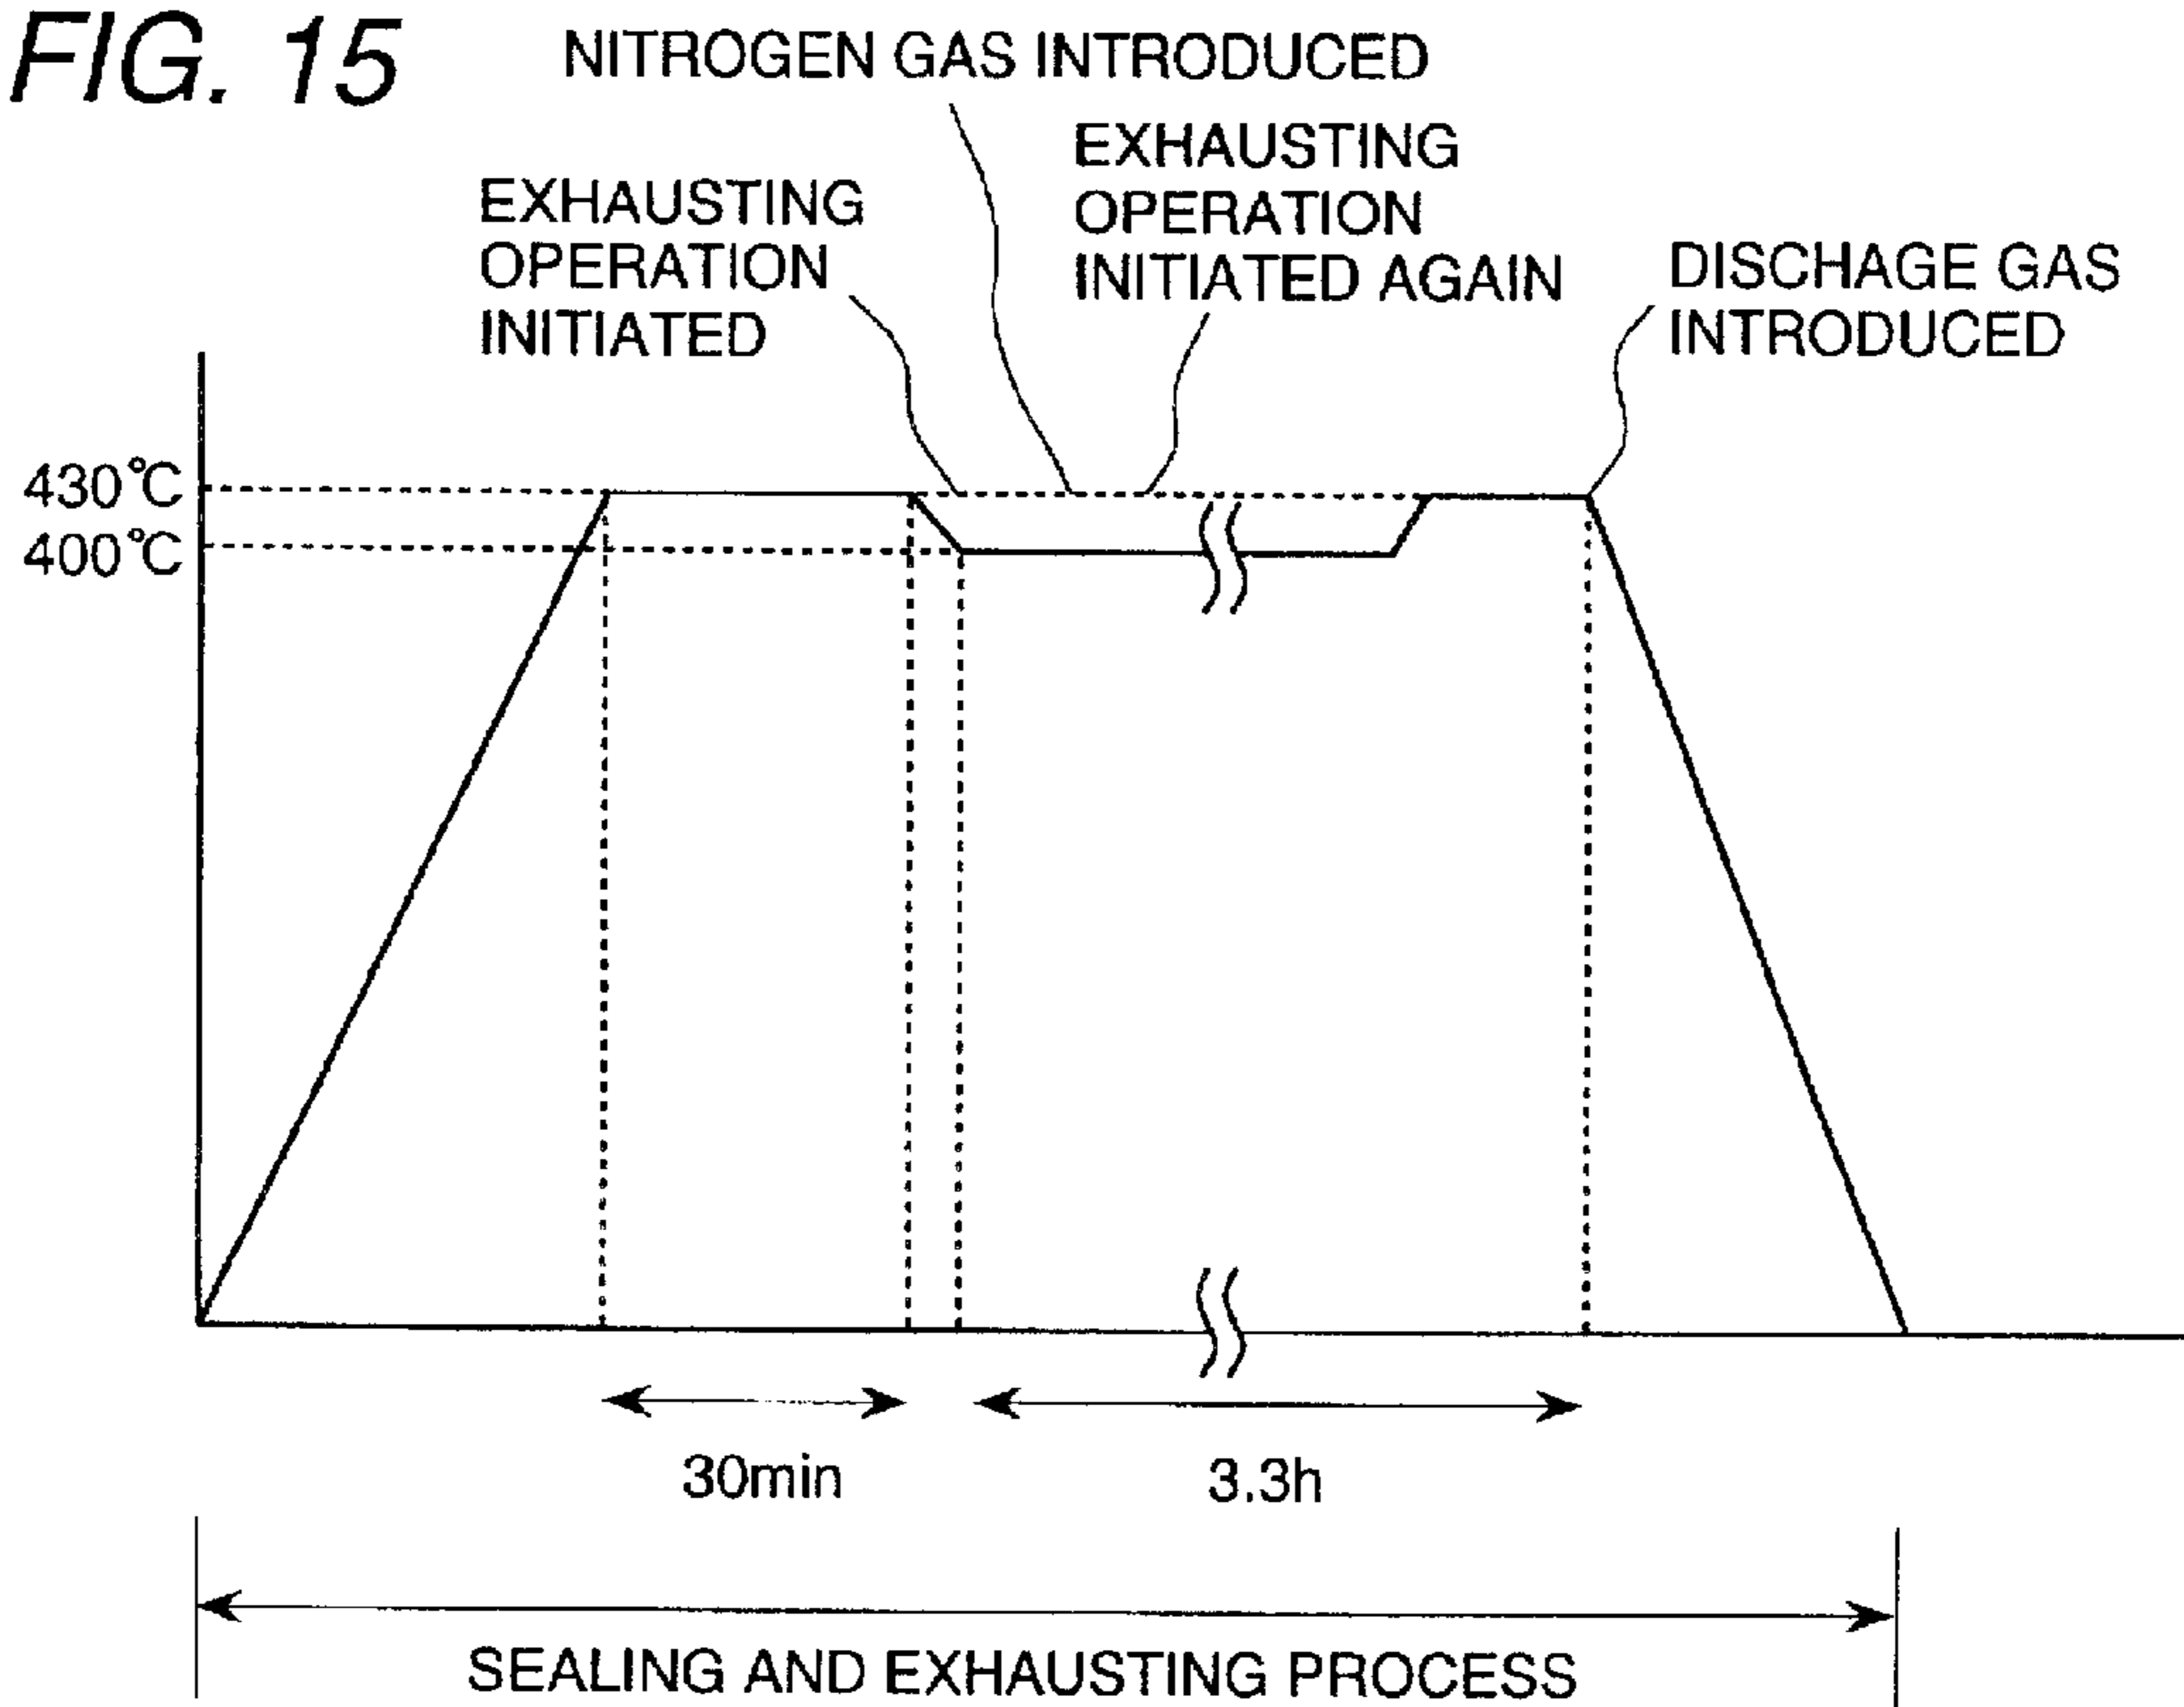 FIG. 15
NITROGEN GAS INTRODUCED
EXHAUSTING
OPERATION
INITIATED
EXHAUSTING
OPERATION
INITIATED AGAIN
DISCHAGE GAS
INTRODUCED
430°C
400°C
30min
3.3h
SEALING AND EXHAUSTING PROCESS